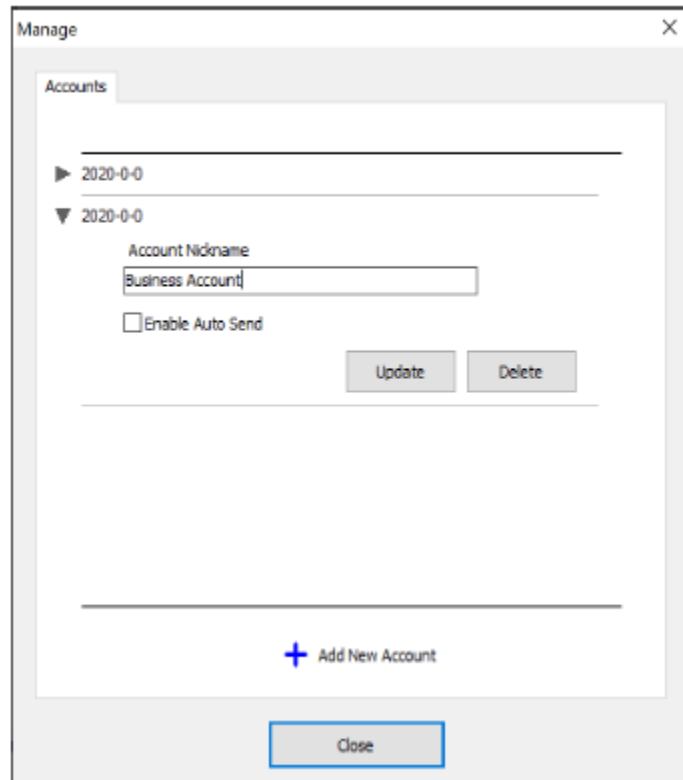 Manage
Accounts
2020-0-0
2020-0-0
Account Nickname
Business Account
Enable Auto Send
Update Delete
Add New Account
Close